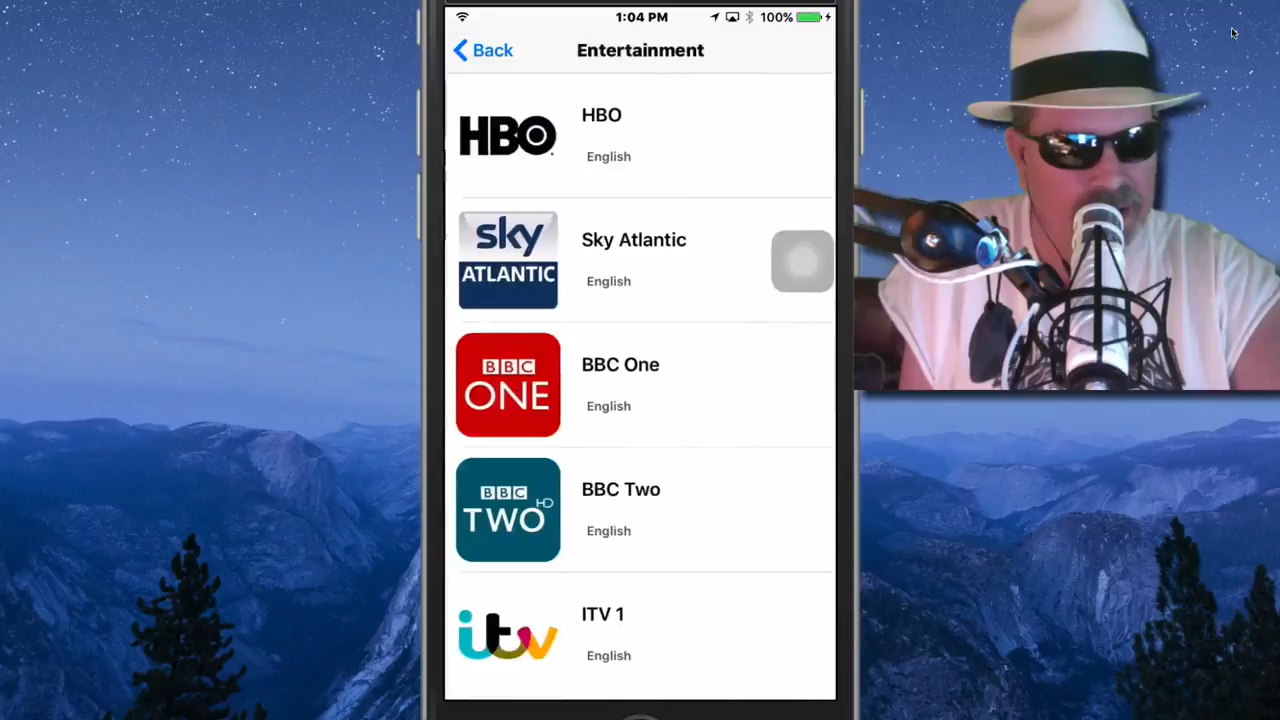 1:04 PM
100%
Back
Entertainment
HBO
HBO
English
sky
ATLANTIC
Sky Atlantic
English
BBC
ONE
BBC One
English
BBC
HD
TWO
BBC Two
English
itv
ITV 1
English